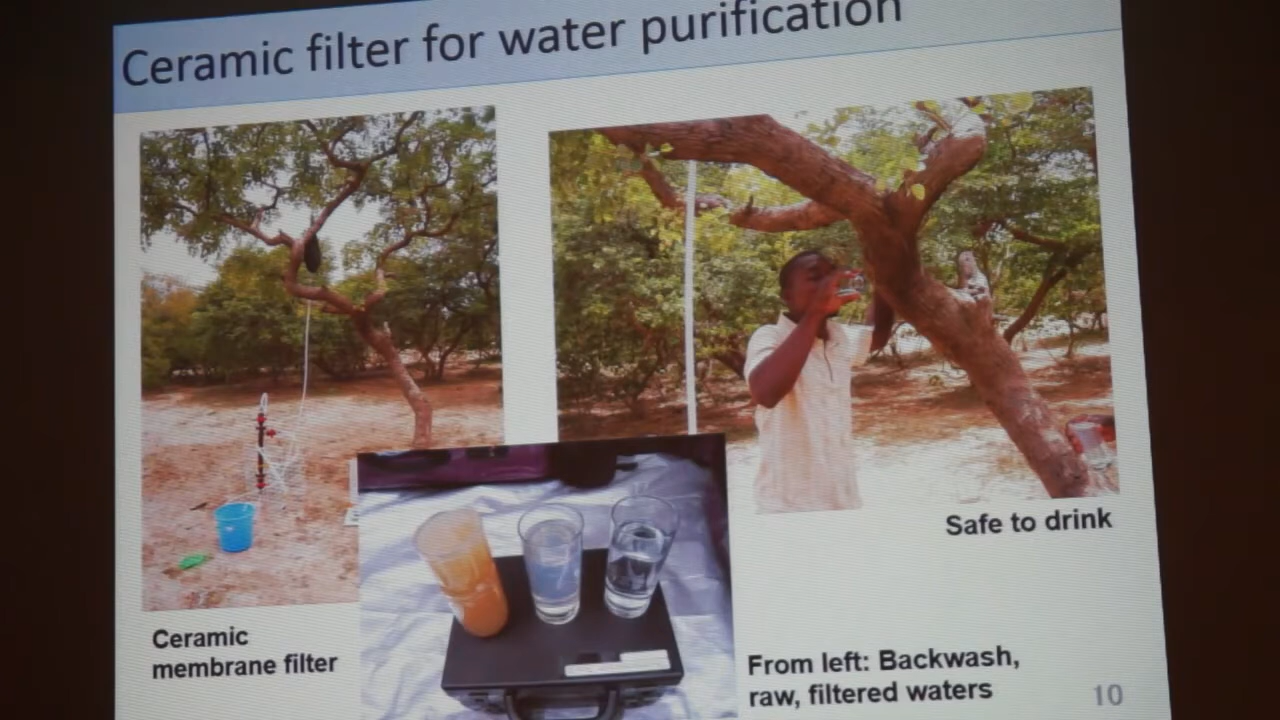 Ceramic filter for water purification
Safe to drink
Ceramic
membrane filter
From left: Backwash,
raw, filtered waters
10